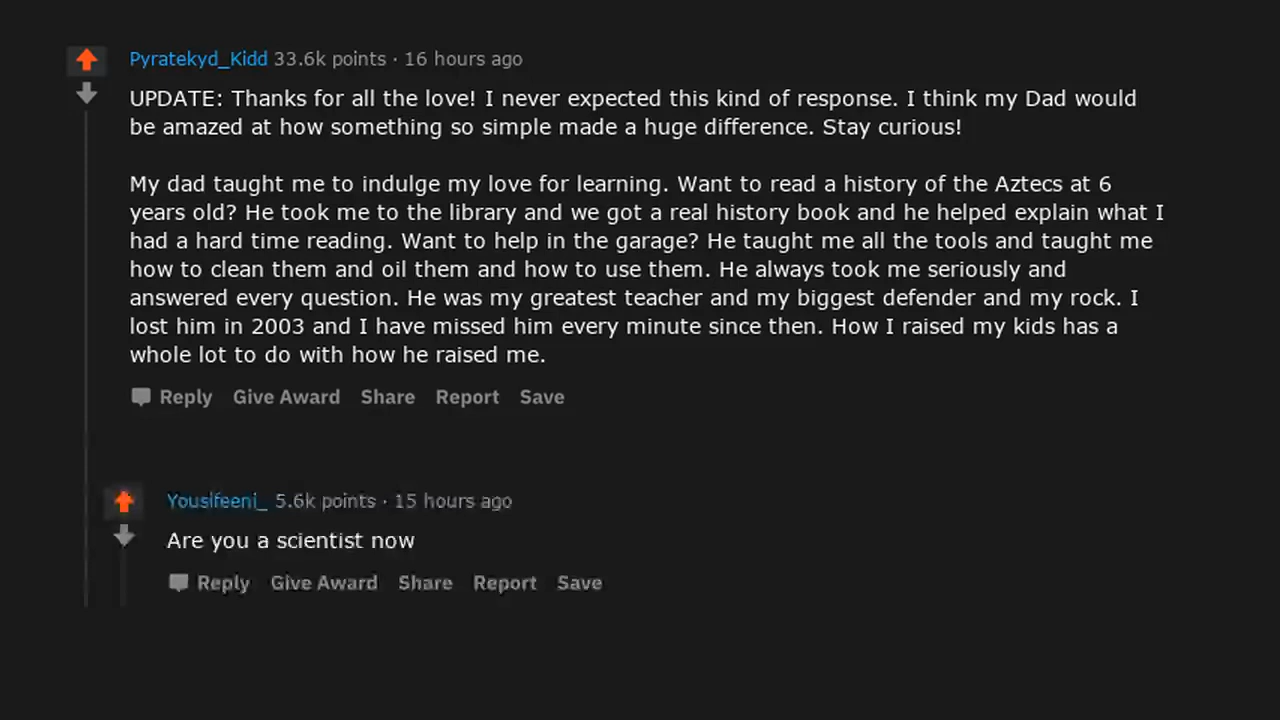 Pyratekyd_Kidd 33.6k points · 16 hours ago
UPDATE: Thanks for all the love! I never expected this kind of response. I think my Dad would
be amazed at how something so simple made a huge difference. Stay curious!
My dad taught me to indulge my love for learning. Want to read a history of the Aztecs at 6
years old? He took me to the library and we got a real history book and he helped explain what I
had a hard time reading. Want to help in the garage? He taught me all the tools and taught me
how to clean them and oil them and how to use them. He always took me seriously and
answered every question. He was my greatest teacher and my biggest defender and my rock. I
lost him in 2003 and I have missed him every minute since then. How I raised my kids has a
whole lot to do with how he raised me.
Reply Give Award Share Report Save
Yousifeeni_ 5.6k points · 15 hours ago
Are you a scientist now
Reply Give Award Share Report Save